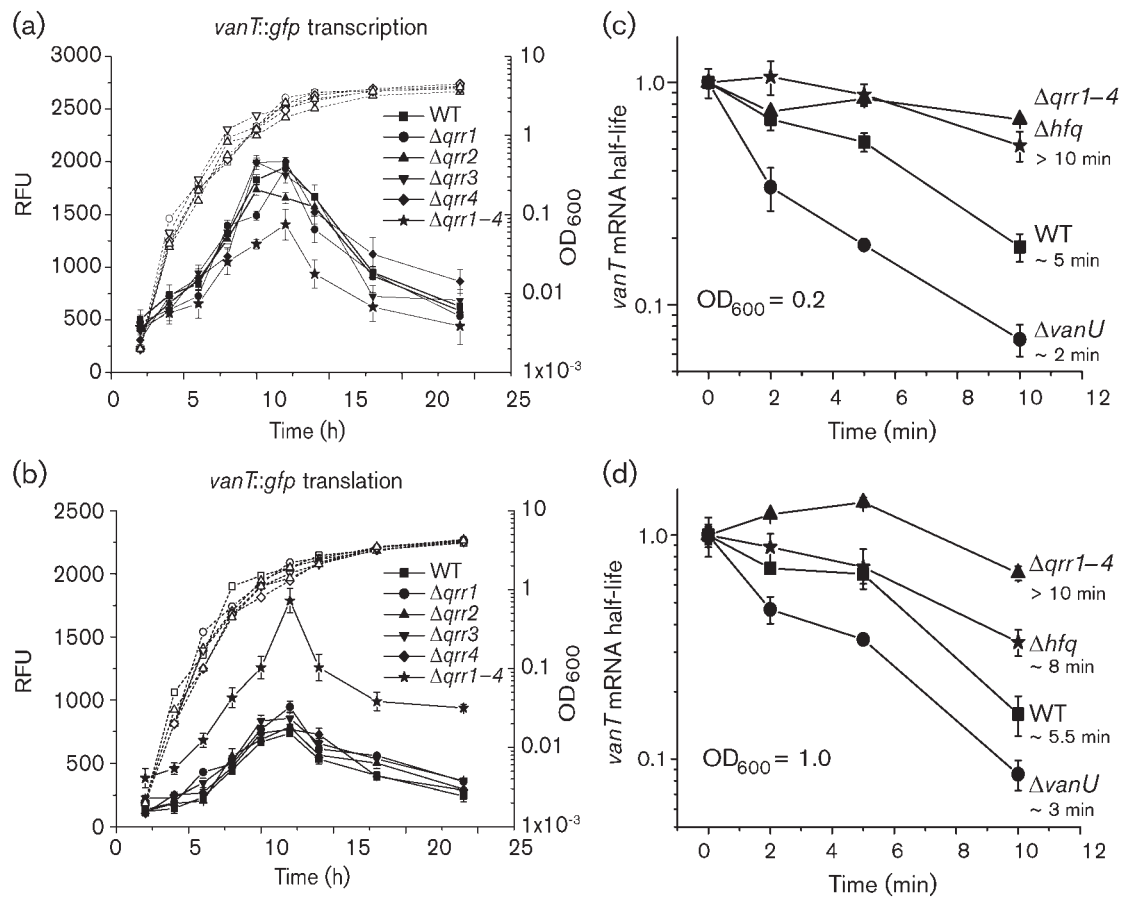 (a)
vanT::gfp transcription
3000
2500
2000
1500
1000
500
0
RFU
10
1
0.1
0.01
1x10-3
OD600
WT
Δqrr1
Δqrr2
Δqrr3
Δqrr4
Δqrr1–4
0 5 10 15 20 25
Time (h)
(b)
vanT::gfp translation
2500
2000
1500
1000
500
0
RFU
10
1
0.1
0.01
1x10-3
OD600
WT
Δqrr1
Δqrr2
Δqrr3
Δqrr4
Δqrr1–4
0 5 10 15 20 25
Time (h)
(c)
1.0
0.1
vanT mRNA half-life
Δqrr1–4
Δhfq
> 10 min
WT
~ 5 min
ΔvanU
~ 2 min
OD600 = 0.2
0 2 4 6 8 10 12
Time (min)
(d)
1.0
0.1
vanT mRNA half-life
Δqrr1–4
> 10 min
Δhfq
~ 8 min
WT
~ 5.5 min
ΔvanU
~ 3 min
OD600 = 1.0
0 2 4 6 8 10 12
Time (min)